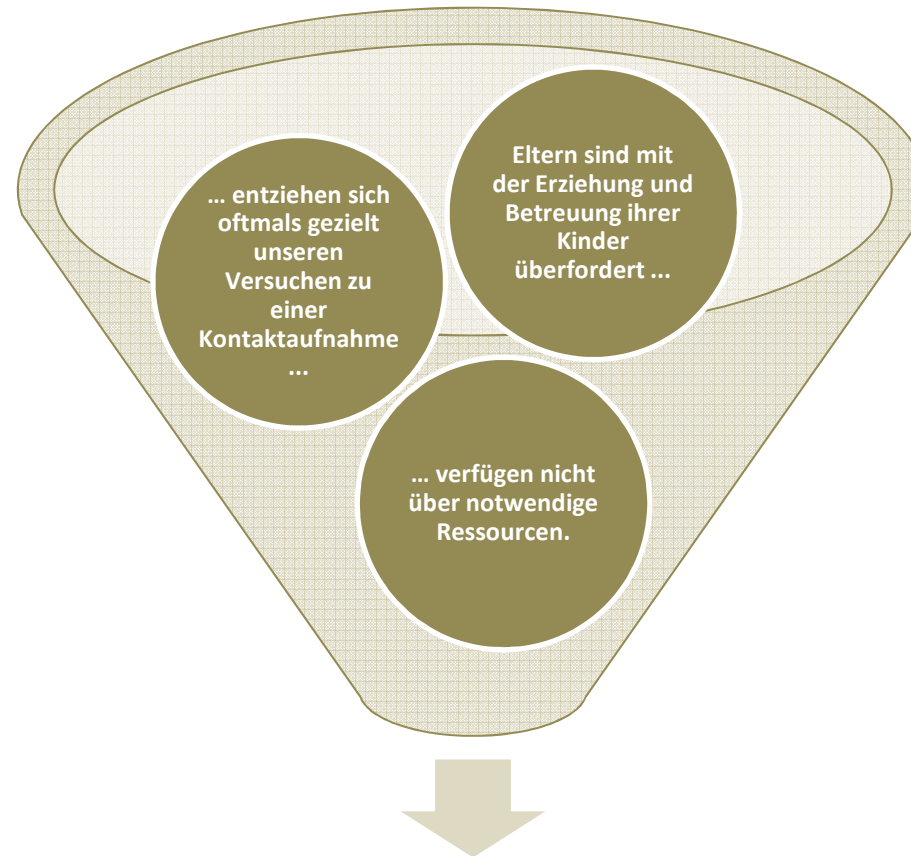 Eltern sind mit
der Erziehung und
Betreuung ihrer
Kinder
überfordert ...
... entziehen sich
oftmals gezielt
unseren
Versuchen zu
einer
Kontaktaufnahme
...
... verfügen nicht
über notwendige
Ressourcen.